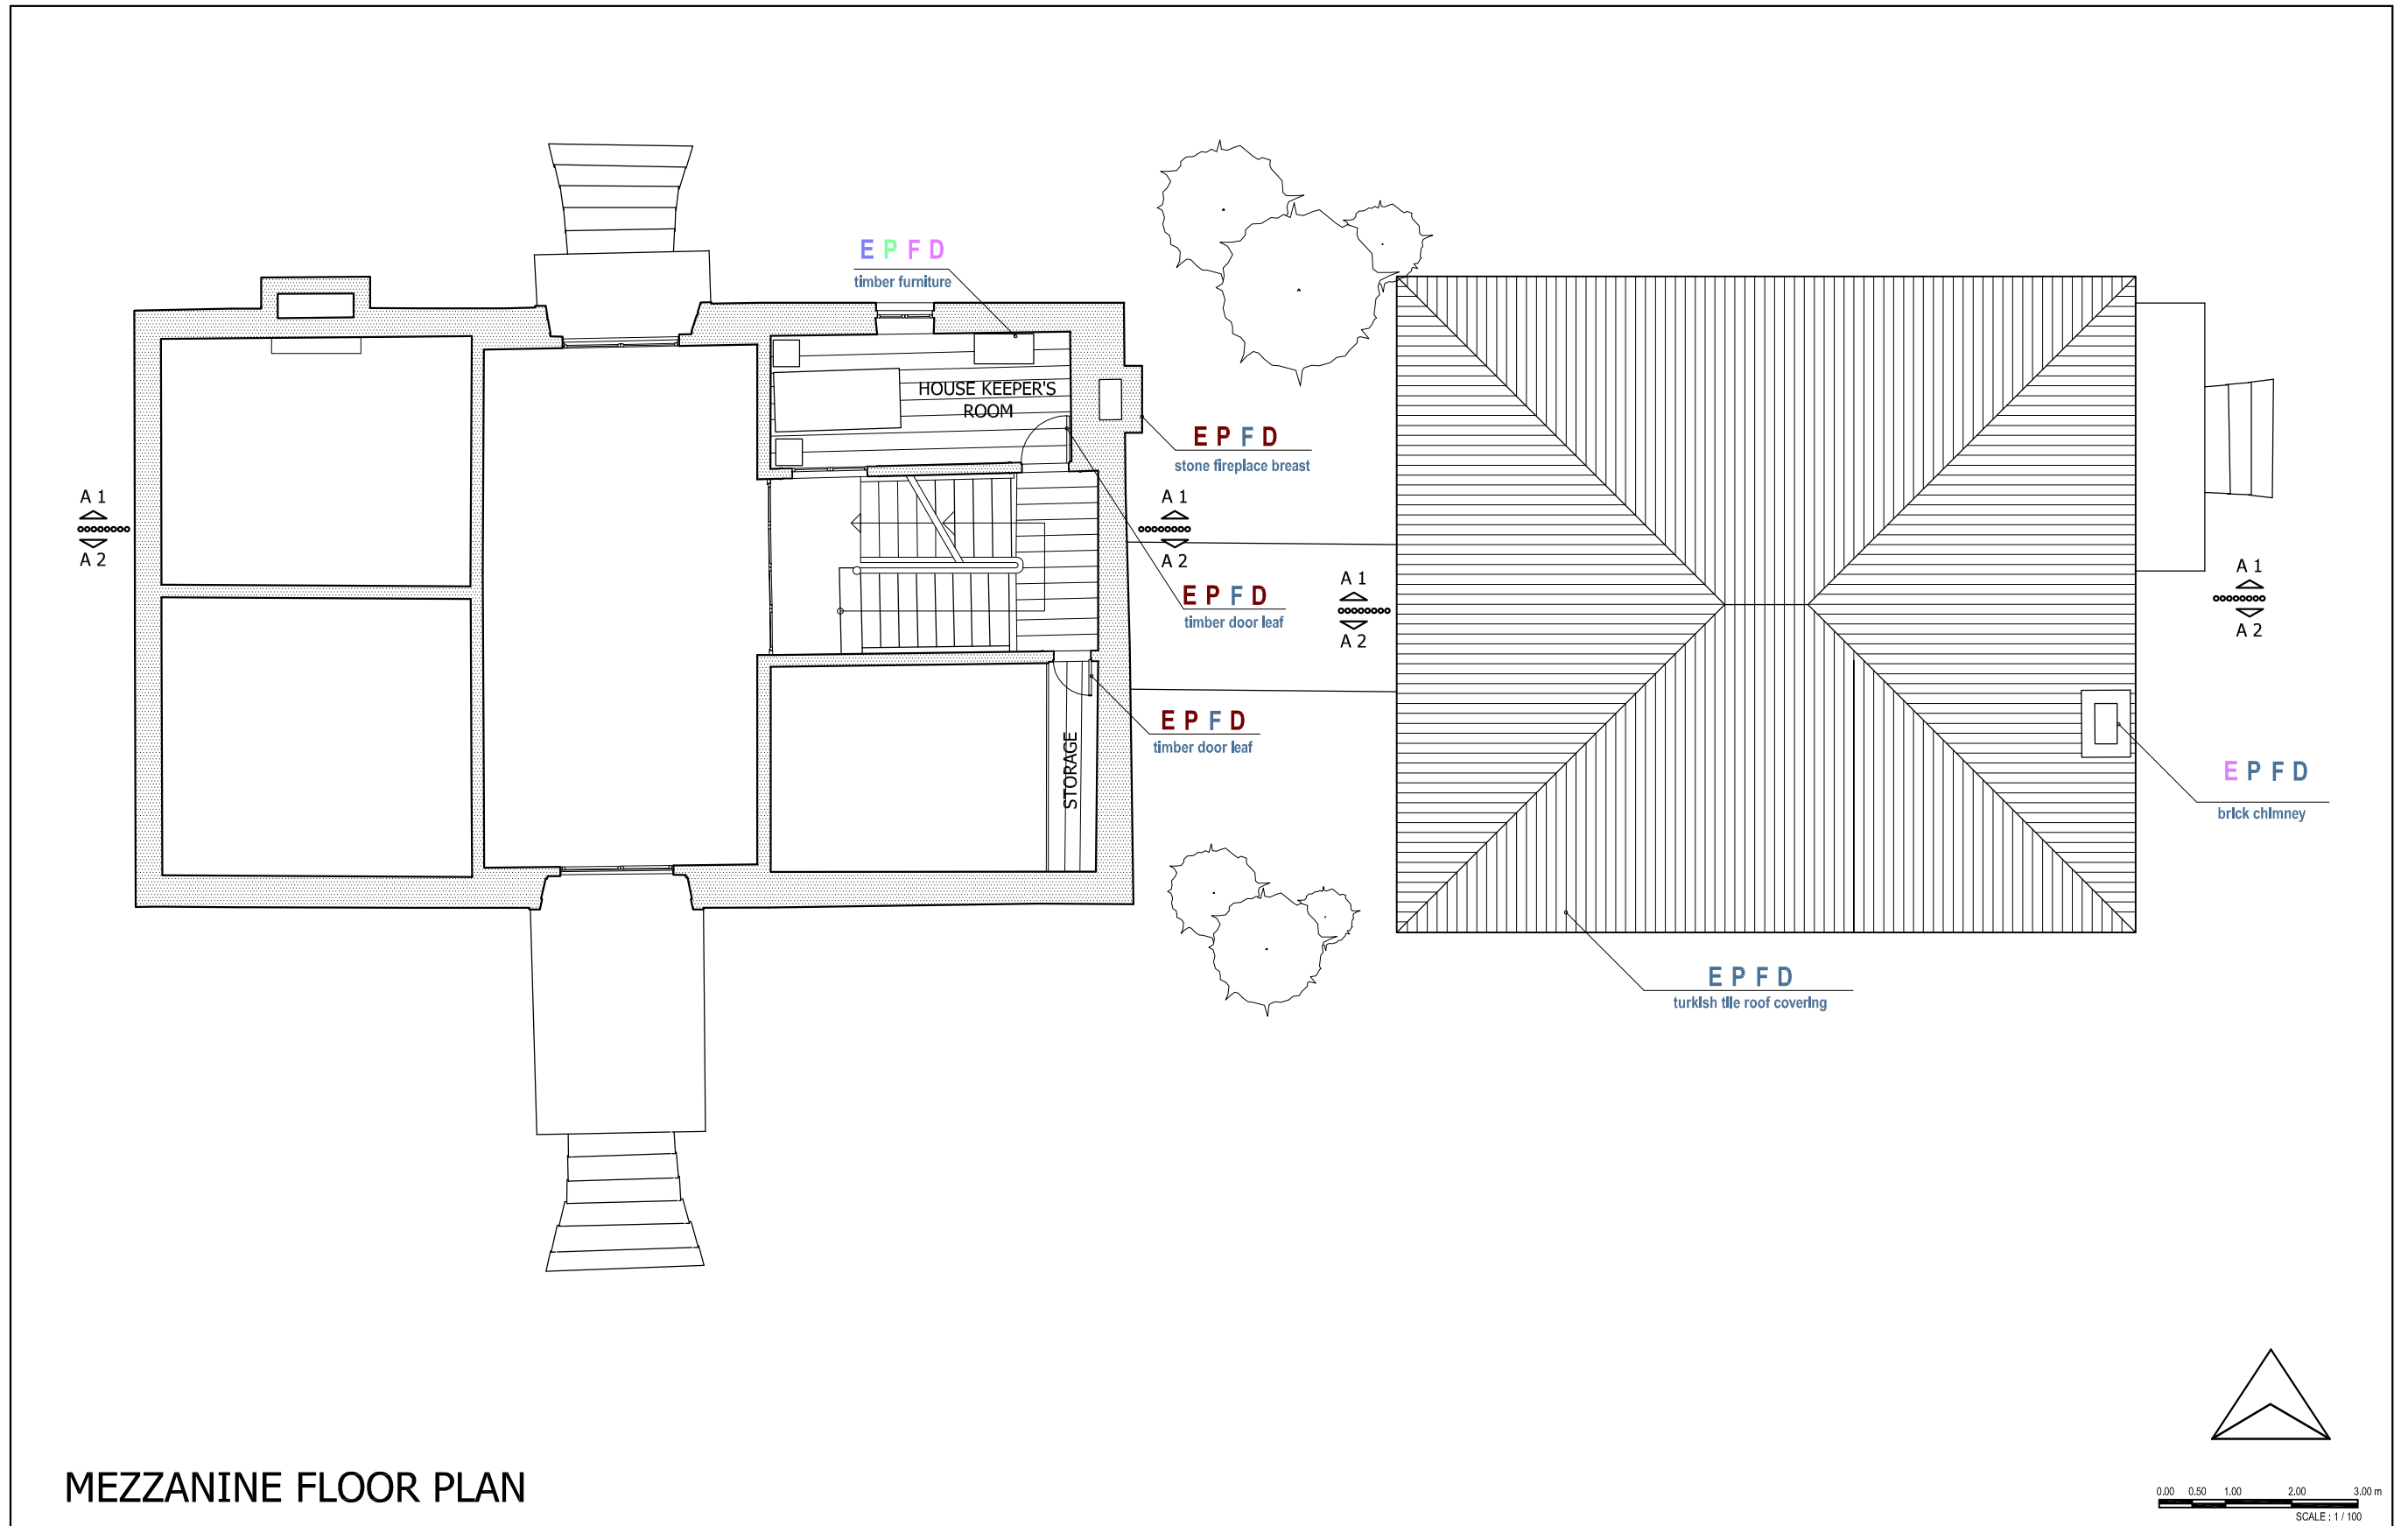 E P F D
timber furniture
HOUSE KEEPER'S
ROOM
E P F D
stone fireplace breast
A 1
A 2
A 1
A 2
A 1
A 2
A 1
A 2
E P F D
timber door leaf
E P F D
timber door leaf
STORAGE
E P F D
brick chimney
E P F D
turkish tile roof covering
MEZZANINE FLOOR PLAN
0.00 0.50 1.00 2.00 3.00 m
SCALE : 1 / 100